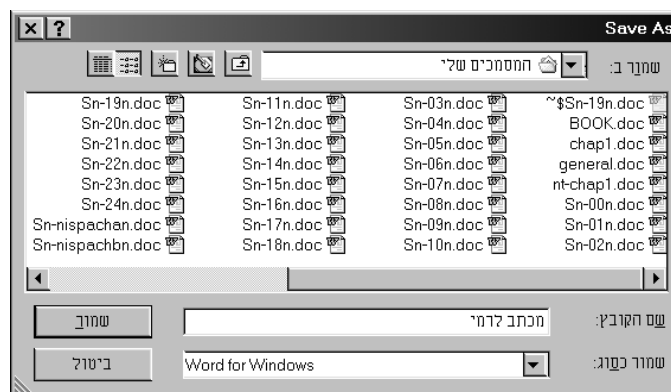 Save As
שמור ב: המסמכים שלי
~$Sn-19n.doc Sn-03n.doc Sn-11n.doc Sn-19n.doc
BOOK.doc Sn-04n.doc Sn-12n.doc Sn-20n.doc
chap1.doc Sn-05n.doc Sn-13n.doc Sn-21n.doc
general.doc Sn-06n.doc Sn-14n.doc Sn-22n.doc
nt-chap1.doc Sn-07n.doc Sn-15n.doc Sn-23n.doc
Sn-00n.doc Sn-08n.doc Sn-16n.doc Sn-24n.doc
Sn-01n.doc Sn-09n.doc Sn-17n.doc Sn-nispachan.doc
Sn-02n.doc Sn-10n.doc Sn-18n.doc Sn-nispachbn.doc
שם הקובץ: מכתב לדמי שמור
שמור כסוג: Word for Windows ביטול